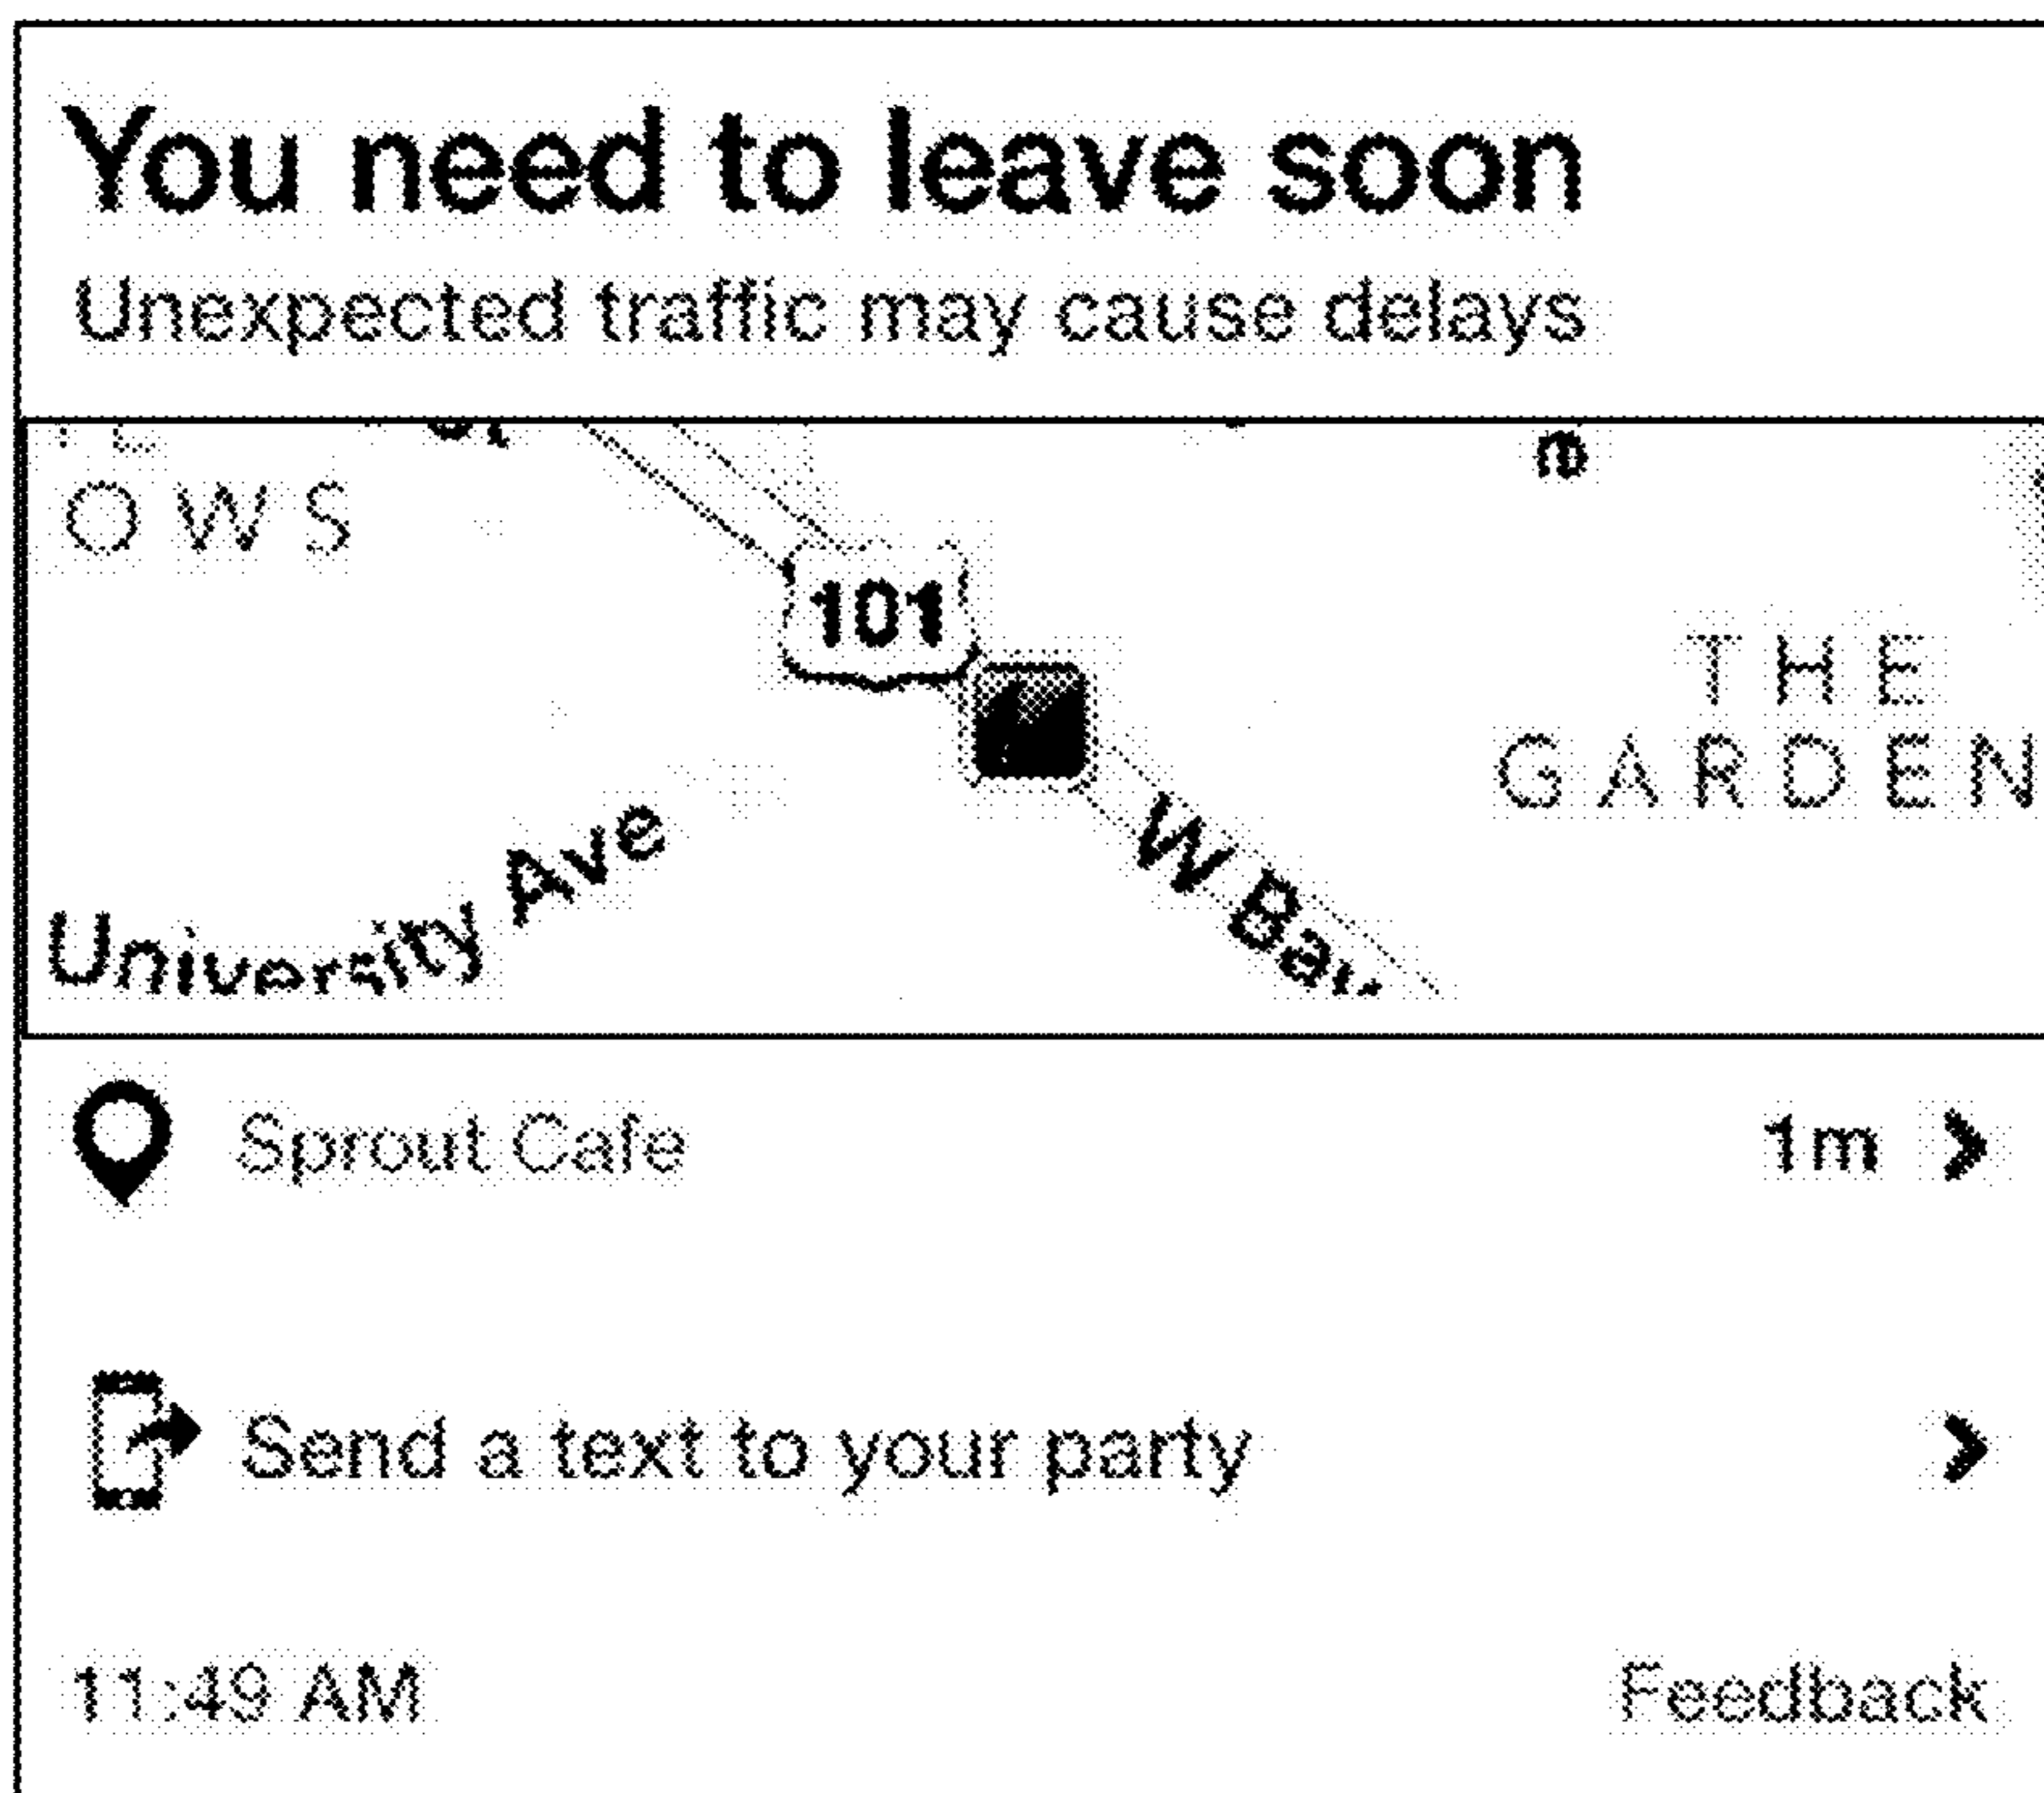 You need to leave soon
Unexpected traffic may cause delays
OWS
101
THE
GARDEN
University Ave
W
Sprout Cafe
1m
Send a text to your party
11:49 AM
Feedback